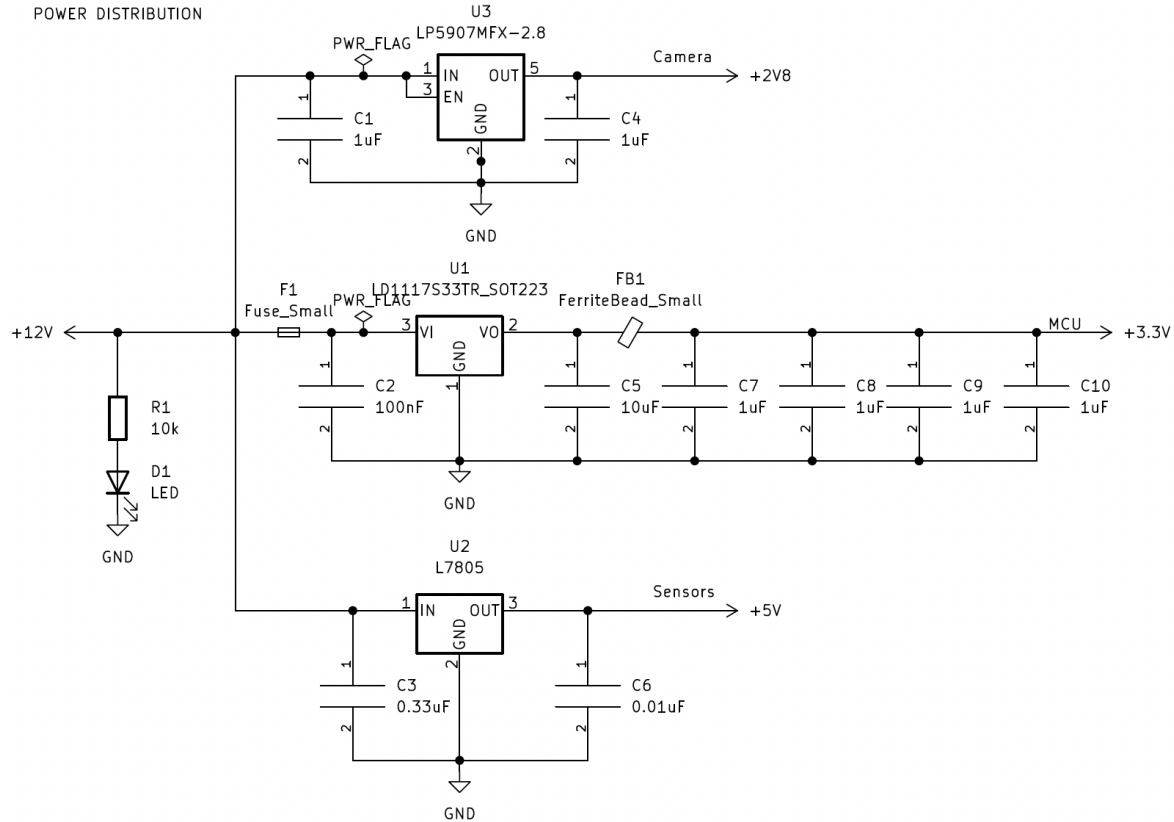 POWER DISTRIBUTION
U3
LP5907MFX-2.8
PWR_FLAG
Camera
1 IN OUT 5
+2V8
3 EN
GND
2
1
C1
1uF
2
1
C4
1uF
2
GND
U1
LD1117S33TR_SOT223
F1
Fuse_Small
PWR_FLAG
FB1
FerriteBead_Small
+12V
3 VI VO 2
GND
1
MCU
+3.3V
1
C2
100nF
2
1
C5
10uF
2
1
C7
1uF
2
1
C8
1uF
2
1
C9
1uF
2
1
C10
1uF
2
R1
10k
D1
LED
GND
GND
U2
L7805
Sensors
1 IN OUT 3
+5V
GND
2
1
C3
0.33uF
2
1
C6
0.01uF
2
GND